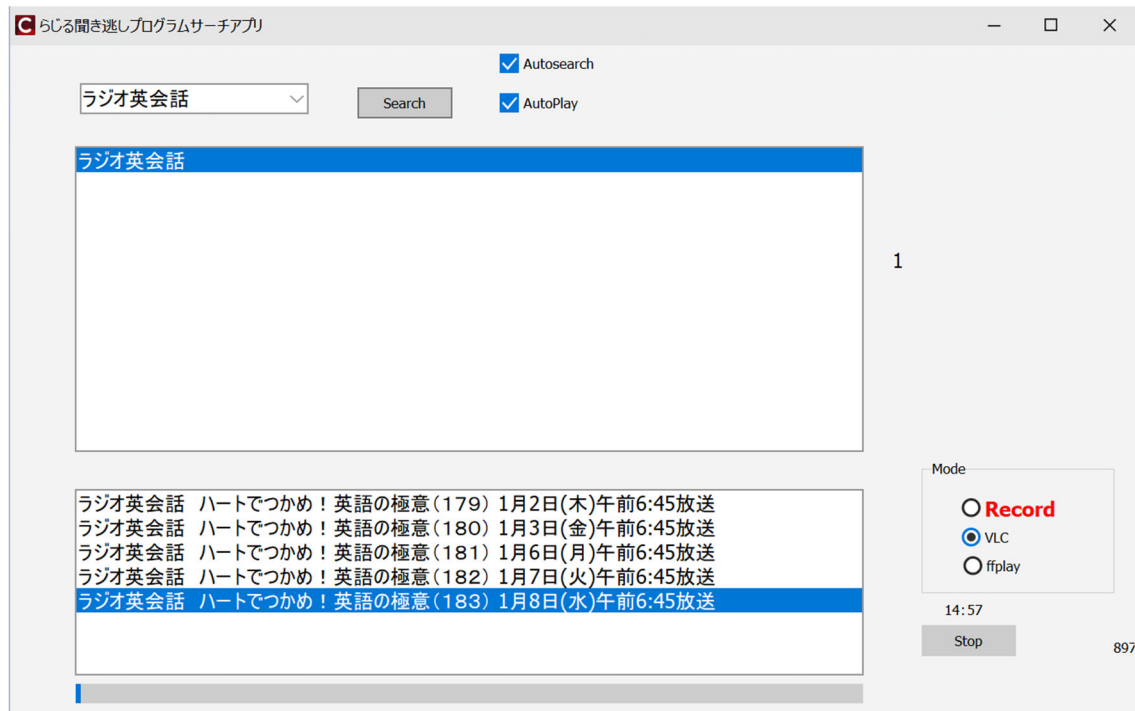 C らじる聞き逃しプログラムサーチアプリ
Autosearch
ラジオ英会話 Search AutoPlay
ラジオ英会話
1
Mode
Record
VLC
ffplay
ラジオ英会話 ハートでつかめ！英語の極意（179）1月2日(木)午前6:45放送
ラジオ英会話 ハートでつかめ！英語の極意（180）1月3日(金)午前6:45放送
ラジオ英会話 ハートでつかめ！英語の極意（181）1月6日(月)午前6:45放送
ラジオ英会話 ハートでつかめ！英語の極意（182）1月7日(火)午前6:45放送
ラジオ英会話 ハートでつかめ！英語の極意（183）1月8日(水)午前6:45放送
14:57
Stop
897